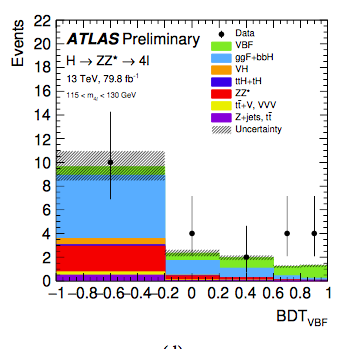 Events
22
20
18
16
14
12
10
8
6
4
2
0
ATLAS Preliminary
H → ZZ* → 4l
13 TeV, 79.8 fb⁻¹
115 < m₄ₗ < 130 GeV
Data
VBF
ggF+bbH
VH
ttH+tH
ZZ*
tt̄+V, VVV
Z+jets, tt̄
Uncertainty
−1 −0.8 −0.6 −0.4 −0.2 0 0.2 0.4 0.6 0.8 1
BDT_VBF